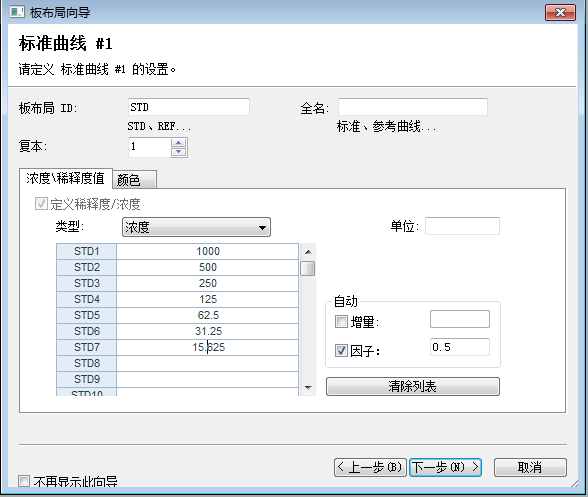 板布局向导
标准曲线 #1
请定义 标准曲线 #1 的设置。
板布局 ID: STD 全名:
STD、REF... 标准、参考曲线...
复本: 1
浓度\稀释度值 颜色
定义稀释度/浓度
类型: 浓度 单位:
STD1 1000
STD2 500
STD3 250
STD4 125
STD5 62.5
STD6 31.25
STD7 15.625
STD8
STD9
STD10
自动
增量:
因子: 0.5
清除列表
< 上一步(B) 下一步(N) > 取消
不再显示此向导